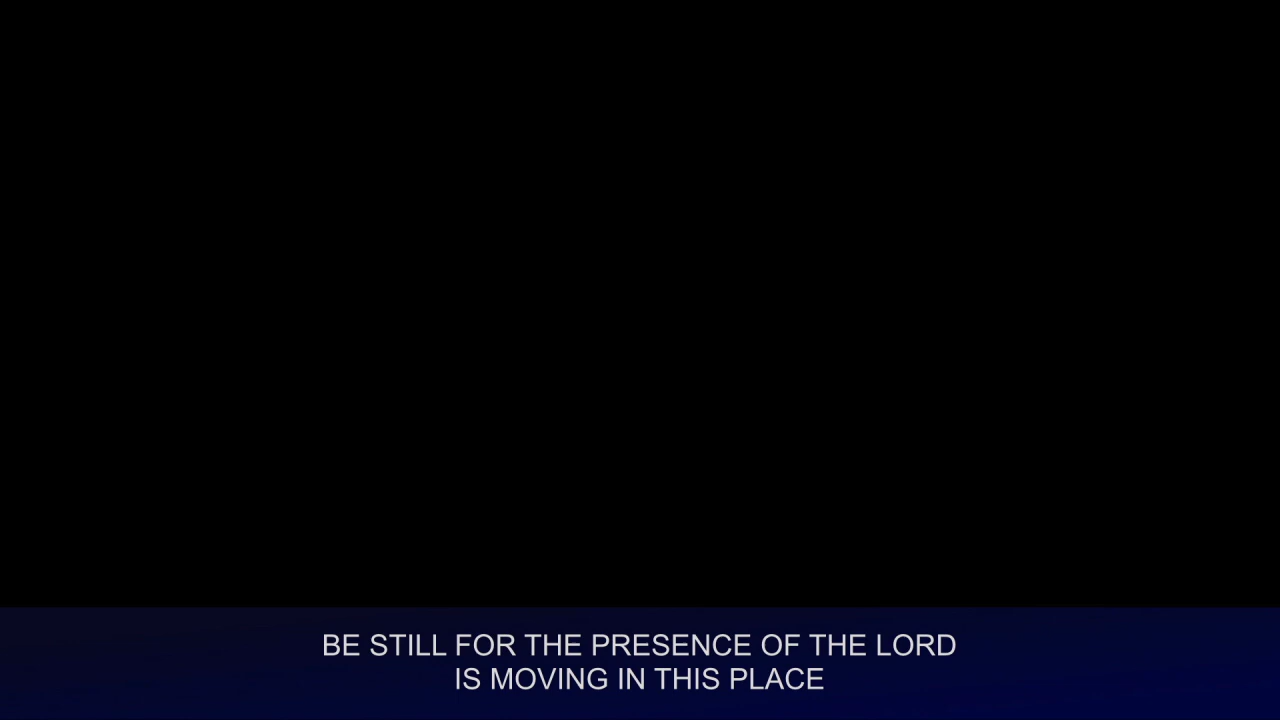 BE STILL FOR THE PRESENCE OF THE LORD
IS MOVING IN THIS PLACE